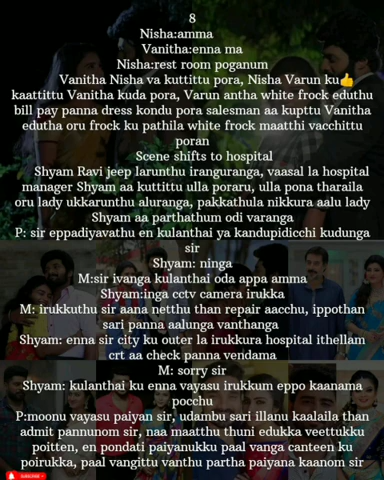 8
Nisha:amma
Vanitha:enna ma
Nisha:rest room poganum
Vanitha Nisha va kuttittu pora, Nisha Varun ku👍
kaattittu Vanitha kuda pora, Varun antha white frock eduthu
bill pay panna dress kondu pora salesman aa kupttu Vanitha
edutha oru frock ku pathila white frock maatthi vacchittu
poran
Scene shifts to hospital
Shyam Ravi jeep larunthu iranguranga, vaasal la hospital
manager Shyam aa kuttittu ulla poraru, ulla pona tharaila
oru lady ukkarunthu aluranga, pakkathula nikkura aalu lady
Shyam aa parthathum odi varanga
P: sir eppadiyavathu en kulanthai ya kandupidicchi kudunga
sir
Shyam: ninga
M:sir ivanga kulanthai oda appa amma
Shyam:inga cctv camera irukka
M: irukkuthu sir aana netthu than repair aacchu, ippothan
sari panna aalunga vanthanga
Shyam: enna sir city ku outer la irukkura hospital ithellam
crt aa check panna vendama
M: sorry sir
Shyam: kulanthai ku enna vayasu irukkum eppo kaanama
pocchu
P:moonu vayasu paiyan sir, udambu sari illanu kaalaila than
admit pannunom sir, naa maatthu thuni edukka veettukku
poitten, en pondati paiyanukku paal vanga canteen ku
poirukka, paal vangittu vanthu partha paiyana kaanom sir